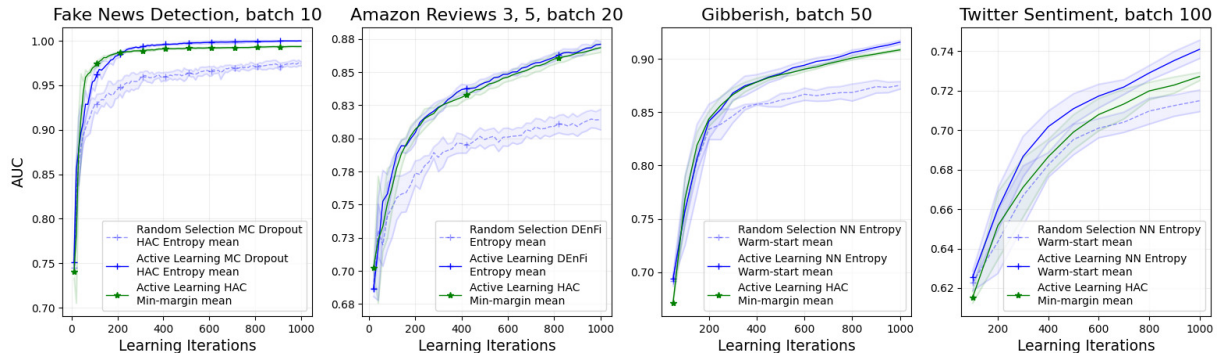 Fake News Detection, batch 10
AUC
1.00
0.95
0.90
0.85
0.80
0.75
0.70
0
200
400
600
800
1000
Learning Iterations
Random Selection MC Dropout
HAC Entropy mean
Active Learning MC Dropout
HAC Entropy mean
Active Learning HAC
Min-margin mean
Amazon Reviews 3, 5, batch 20
0.88
0.85
0.83
0.80
0.78
0.75
0.73
0.70
0.68
0
200
400
600
800
1000
Learning Iterations
Random Selection DEnFi
Entropy mean
Active Learning DEnFi
Entropy mean
Active Learning HAC
Min-margin mean
Gibberish, batch 50
0.90
0.85
0.80
0.75
0.70
200
400
600
800
1000
Learning Iterations
Random Selection NN Entropy
Warm-start mean
Active Learning NN Entropy
Warm-start mean
Active Learning HAC
Min-margin mean
Twitter Sentiment, batch 100
0.74
0.72
0.70
0.68
0.66
0.64
0.62
200
400
600
800
1000
Learning Iterations
Random Selection NN Entropy
Warm-start mean
Active Learning NN Entropy
Warm-start mean
Active Learning HAC
Min-margin mean